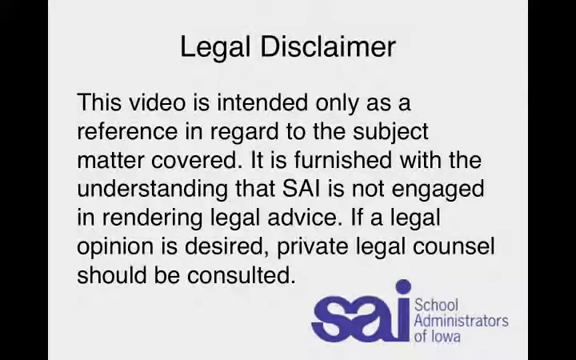 Legal Disclaimer
This video is intended only as a
reference in regard to the subject
matter covered. It is furnished with the
understanding that SAI is not engaged
in rendering legal advice. If a legal
opinion is desired, private legal counsel
should be consulted.
sai
School
Administrators
of Iowa